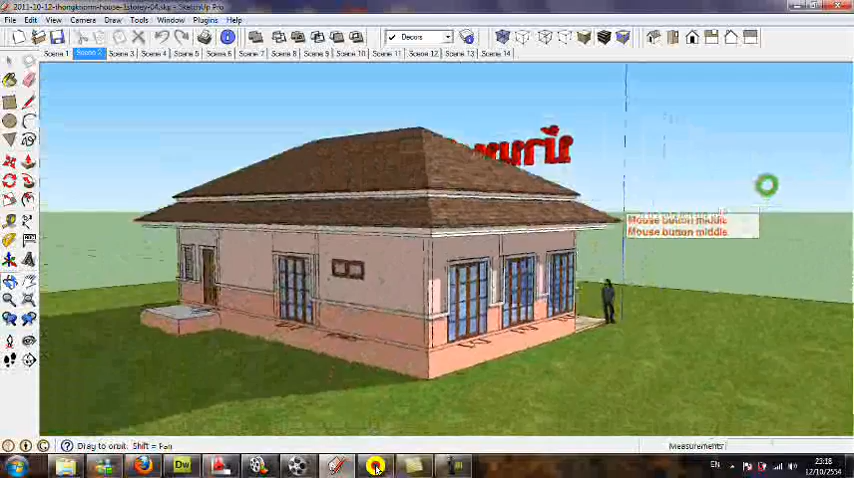 2011-10-12-thongkhorm-house-1storey-04.skp - SketchUp Pro
File Edit View Camera Draw Tools Window Plugins Help
Decors
Scene 1 Scene 2 Scene 3 Scene 4 Scene 5 Scene 6 Scene 7 Scene 8 Scene 9 Scene 10 Scene 11 Scene 12 Scene 13 Scene 14
Mouse button middle
Mouse button middle
Drag to orbit. Shift = Pan
Measurements
Dw
EN
23:18
12/10/2554